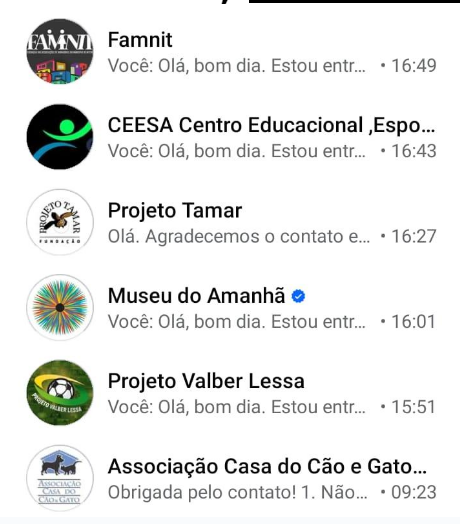 FAMNIT
Famnit
Você: Olá, bom dia. Estou entr... • 16:49
CEESA Centro Educacional ,Espo...
Você: Olá, bom dia. Estou entr... • 16:43
PROJETO TAMAR
FUNDAÇÃO
Projeto Tamar
Olá. Agradecemos o contato e... • 16:27
Museu do Amanhã
Você: Olá, bom dia. Estou entr... • 16:01
PROJETO VALBER LESSA
Projeto Valber Lessa
Você: Olá, bom dia. Estou entr... • 15:51
ASSOCIAÇÃO
CASA DO
CÃO E GATO
Associação Casa do Cão e Gato...
Obrigada pelo contato! 1. Não... • 09:23